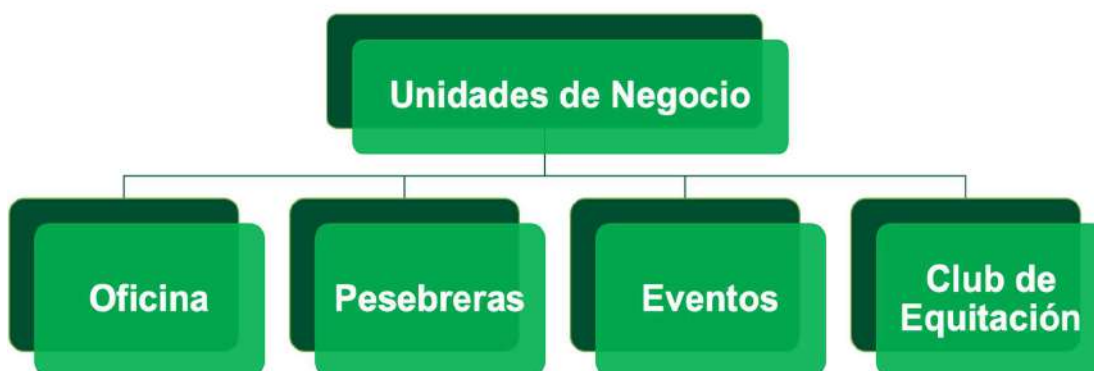 Unidades de Negocio
Oficina
Pesebreras
Eventos
Club de
Equitación